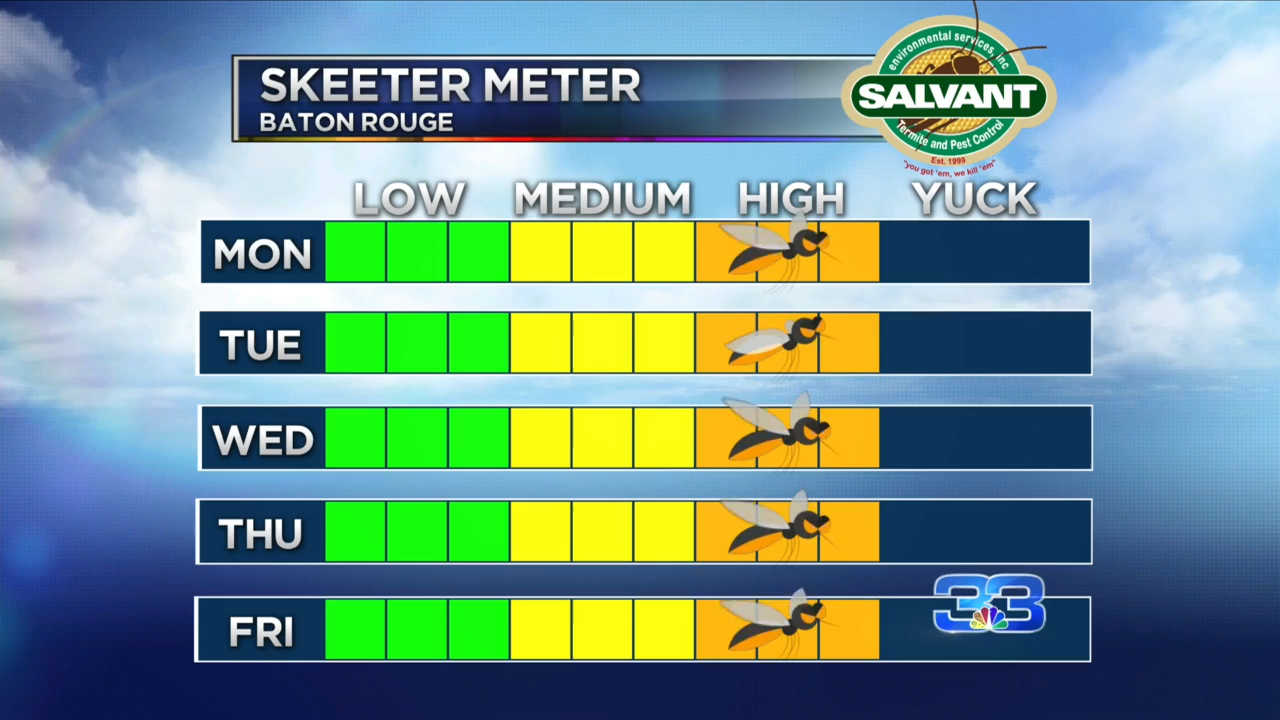 SKEETER METER
BATON ROUGE
environmental services, inc
SALVANT
Termite and Pest Control
Est. 1999
"you got 'em, we kill 'em"
LOW MEDIUM HIGH YUCK
MON
TUE
WED
THU
FRI
33